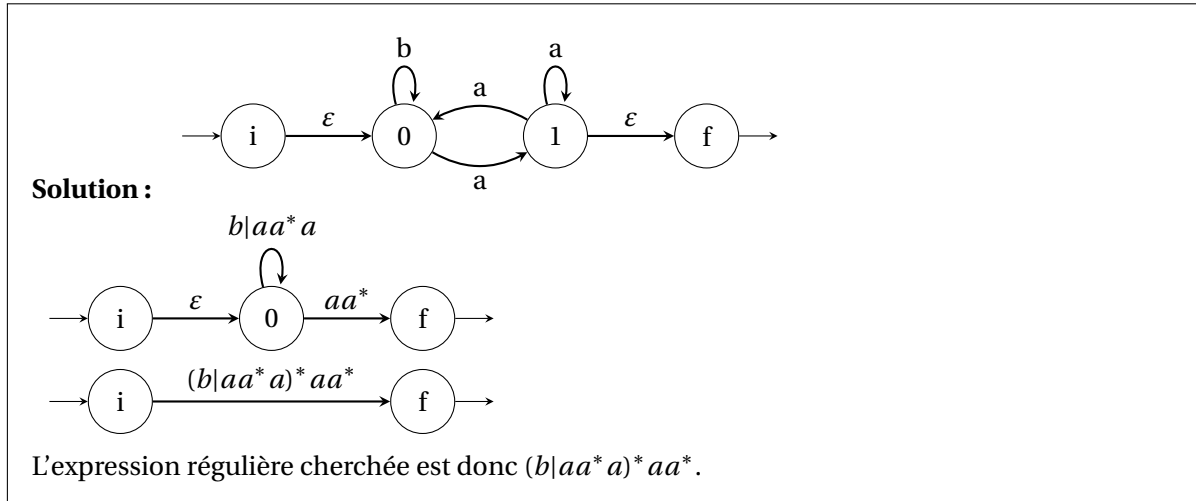 b a
a
i ε 0 1 ε f
a
Solution :
b|aa*a
i ε 0 aa* f
i (b|aa*a)*aa* f
L'expression régulière cherchée est donc (b|aa*a)*aa*.